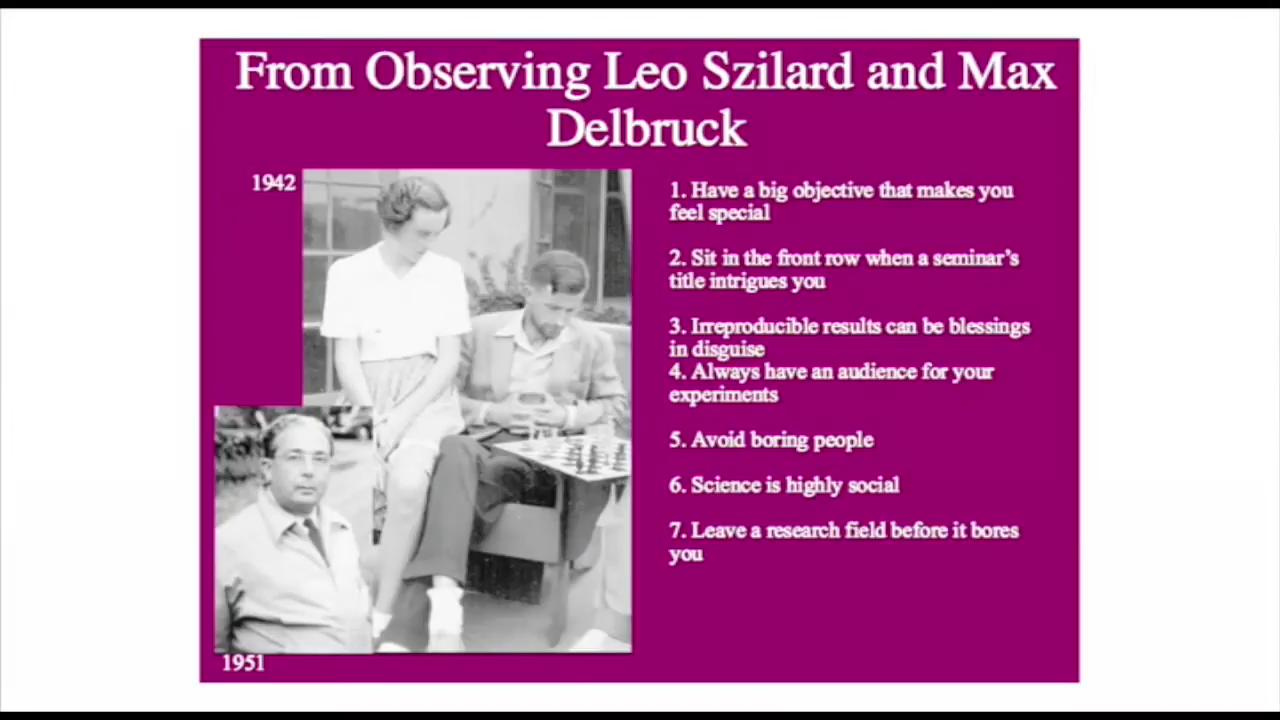 From Observing Leo Szilard and Max
Delbruck
1942
1. Have a big objective that makes you
feel special
2. Sit in the front row when a seminar's
title intrigues you
3. Irreproducible results can be blessings
in disguise
4. Always have an audience for your
experiments
5. Avoid boring people
6. Science is highly social
7. Leave a research field before it bores
you
1951